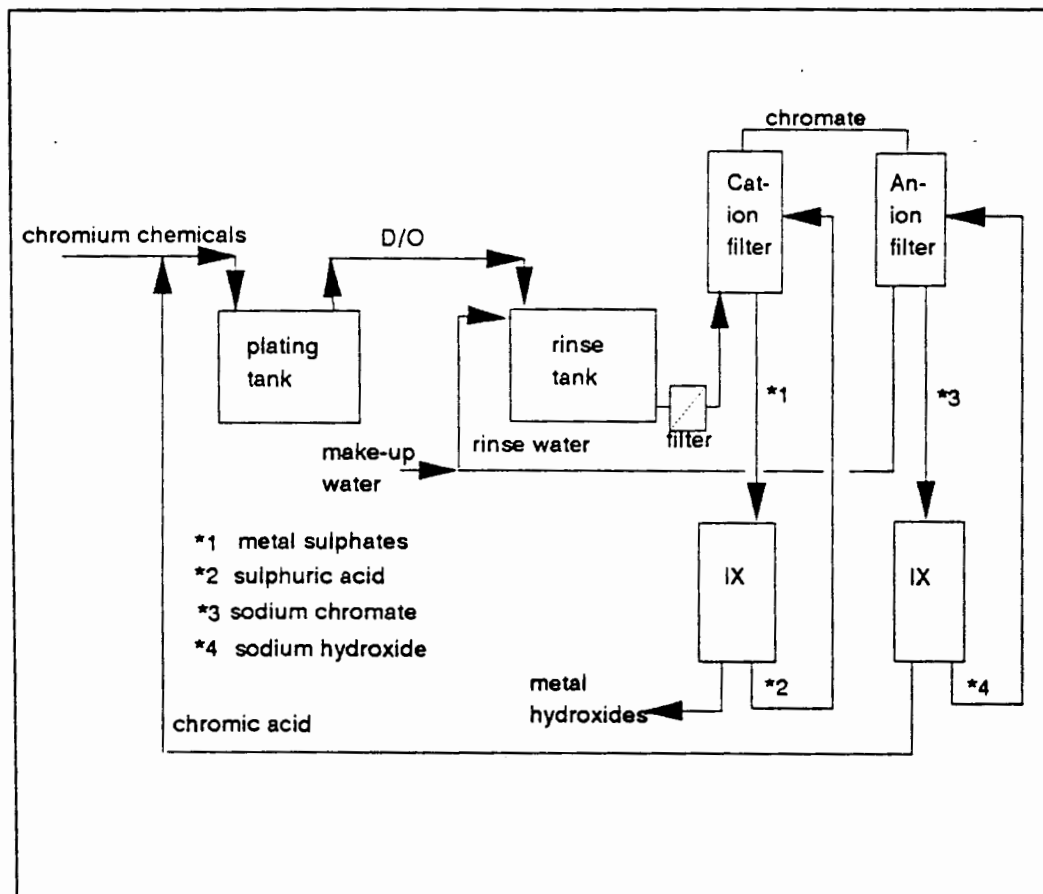 chromate
Cat-
ion
filter
An-
ion
filter
chromium chemicals
D/O
plating
tank
rinse
tank
*1
*3
filter
rinse water
make-up
water
*1 metal sulphates
*2 sulphuric acid
*3 sodium chromate
*4 sodium hydroxide
IX
IX
*2
*4
metal
hydroxides
chromic acid